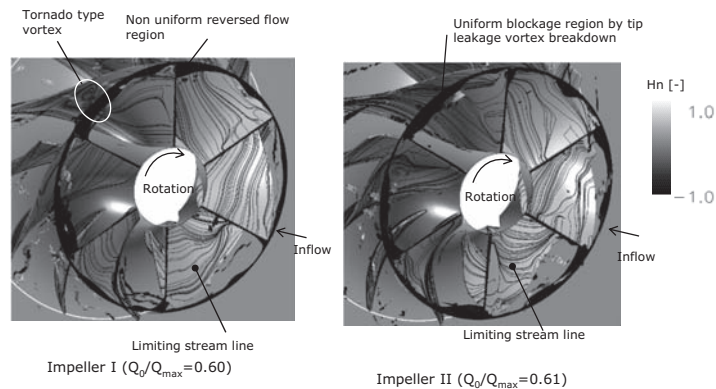 Tornado type
vortex
Non uniform reversed flow
region
Uniform blockage region by tip
leakage vortex breakdown
Hn [-]
1.0
−1.0
Rotation
Rotation
Inflow
Inflow
Limiting stream line
Limiting stream line
Impeller I (Q0/Qmax=0.60)
Impeller II (Q0/Qmax=0.61)